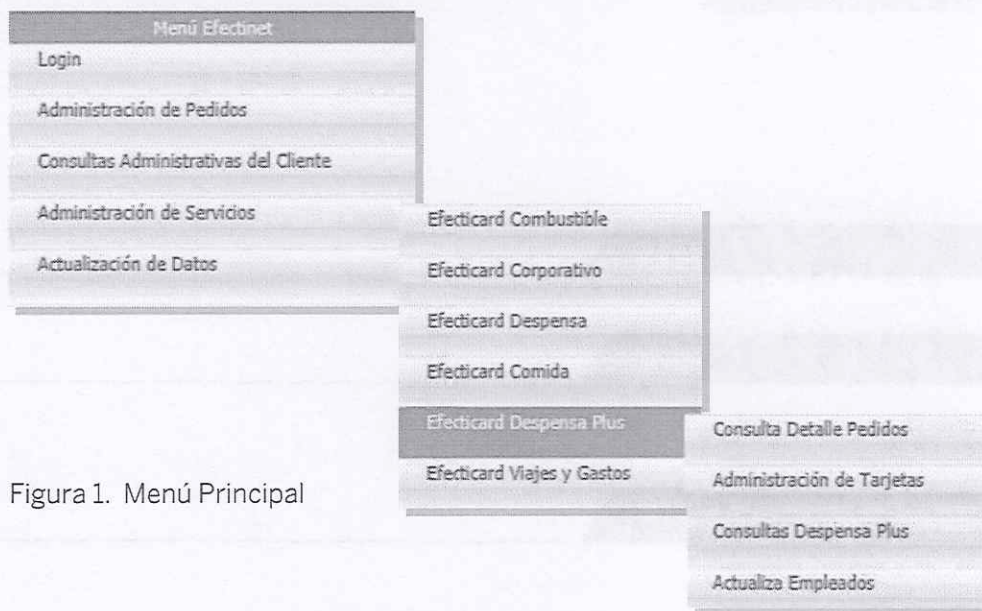 Menú Efectinet
Login
Administración de Pedidos
Consultas Administrativas del Cliente
Administración de Servicios
Actualización de Datos
Efecticard Combustible
Efecticard Corporativo
Efecticard Despensa
Efecticard Comida
Efecticard Despensa Plus
Efecticard Viajes y Gastos
Consulta Detalle Pedidos
Administración de Tarjetas
Consultas Despensa Plus
Actualiza Empleados
Figura 1. Menú Principal